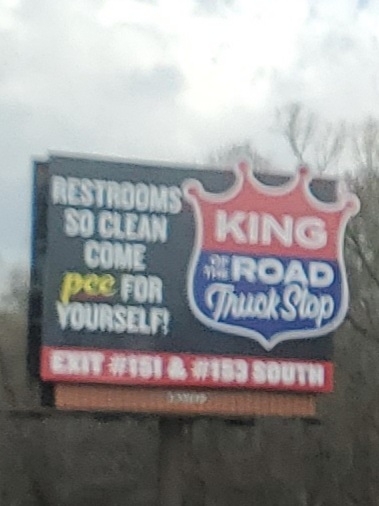 RESTROOMS
SO CLEAN
COME
pee FOR
YOURSELF!
KING
OF THE ROAD
Truck Stop
EXIT #151 & #153 SOUTH